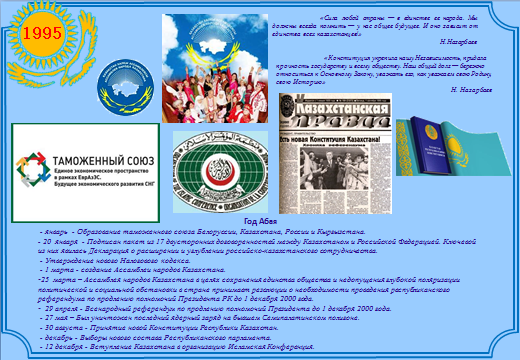 1995
«Сила любой страны — в единстве ее народа. Мы
должны всегда помнить — у нас общее будущее. И оно зависит от
единства всех казахстанцев»
Н.Назарбаев
«Конституция укрепила нашу Независимость, придала
прочность государству и всему обществу. Наш общий долг — бережно
относиться к Основному Закону, уважать его, как уважаем свою Родину,
свою Историю»
Н. Назарбаев
ТАМОЖЕННЫЙ СОЮЗ
Единое экономическое пространство
в рамках ЕврАзЭС.
Будущее экономического развития СНГ
Казахстанская
правда
Есть новая Конституция Казахстана!
Год Абая
- январь - Образование таможенного союза Белоруссии, Казахстана, России и Кыргызстана.
- 20 января - Подписан пакет из 17 двусторонних договоренностей между Казахстаном и Российской Федерацией. Ключевой
из них явилась Декларация о расширении и углублении российско-казахстанского сотрудничества.
- Утверждение нового Налогового кодекса.
- 1 марта - создание Ассамблеи народов Казахстана.
-25 марта – Ассамблея народов Казахстана в целях сохранения единства общества и недопущения глубокой поляризации
политической и социальной обстановки в стране принимает резолюцию о необходимости проведения республиканского
референдума по продлению полномочий Президента РК до 1 декабря 2000 года.
- 29 апреля - Всенародный референдум по продлению полномочий Президента до 1 декабря 2000 года.
- 27 мая – Был уничтожен последний ядерный заряд на бывшем Семипалатинском полигоне.
- 30 августа - Принятие новой Конституции Республики Казахстан.
- декабрь - Выборы нового состава Республиканского парламента.
- 12 декабря - Вступление Казахстана в организацию Исламская Конференция.